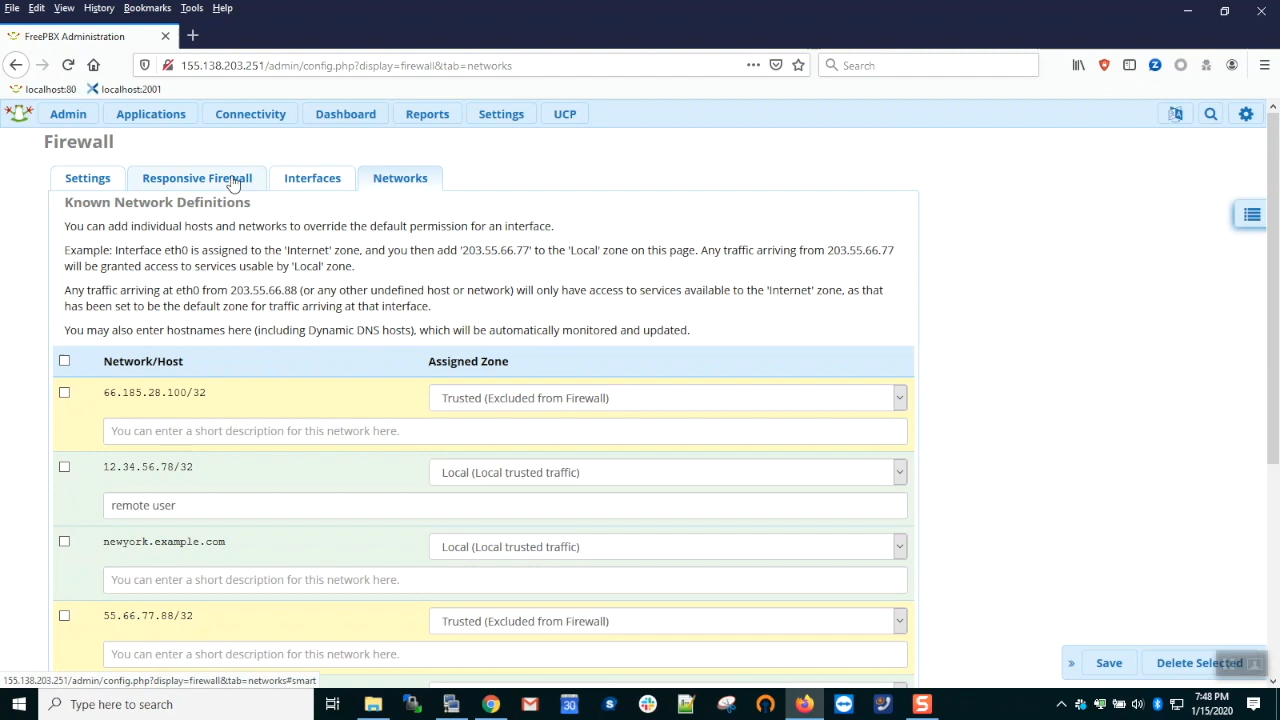 File Edit View History Bookmarks Tools Help
FreePBX Administration
155.138.203.251/admin/config.php?display=firewall&tab=networks
Search
localhost:80 localhost:2001
Admin Applications Connectivity Dashboard Reports Settings UCP
Firewall
Settings Responsive Firewall Interfaces Networks
Known Network Definitions
You can add individual hosts and networks to override the default permission for an interface.
Example: Interface eth0 is assigned to the 'Internet' zone, and you then add '203.55.66.77' to the 'Local' zone on this page. Any traffic arriving from 203.55.66.77
will be granted access to services usable by 'Local' zone.
Any traffic arriving at eth0 from 203.55.66.88 (or any other undefined host or network) will only have access to services available to the 'Internet' zone, as that
has been set to be the default zone for traffic arriving at that interface.
You may also enter hostnames here (including Dynamic DNS hosts), which will be automatically monitored and updated.
Network/Host Assigned Zone
66.185.28.100/32 Trusted (Excluded from Firewall)
You can enter a short description for this network here.
12.34.56.78/32 Local (Local trusted traffic)
remote user
newyork.example.com Local (Local trusted traffic)
You can enter a short description for this network here.
55.66.77.88/32 Trusted (Excluded from Firewall)
You can enter a short description for this network here.
» Save Delete Selected
155.138.203.251/admin/config.php?display=firewall&tab=networks#smart
Type here to search
7:48 PM
1/15/2020